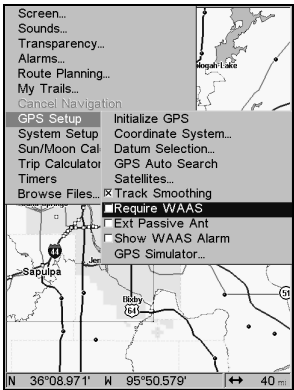 Screen...
Sounds...
ologah Lake
Transparency...
Alarms...
Route Planning...
My Trails...
Cancel Navigation
GPS Setup
Initialize GPS
System Setup
Coordinate System...
Sun/Moon Cal
Datum Selection...
Trip Calculator
GPS Auto Search
Timers
Satellites...
Browse Files...
Track Smoothing
Require WAAS
Ext Passive Ant
Show WAAS Alarm
GPS Simulator...
44
Sapulpa
Jen
Bixby
64
51
N 36°08.971' W 95°50.579' ↔ 40 mi